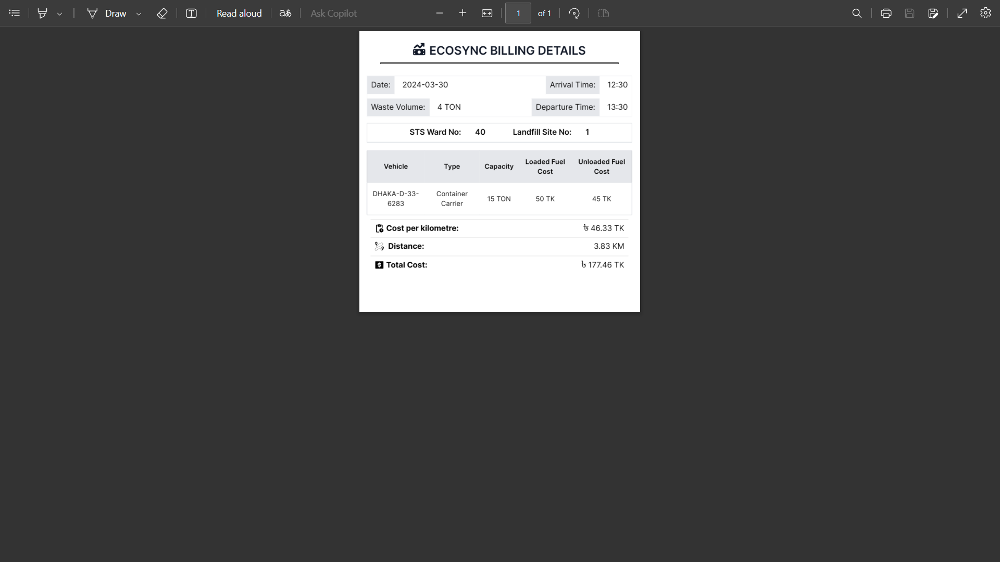 Draw
Read aloud
aあ
Ask Copilot
1 of 1
ECOSYNC BILLING DETAILS
Date: 2024-03-30 Arrival Time: 12:30
Waste Volume: 4 TON Departure Time: 13:30
STS Ward No: 40 Landfill Site No: 1
Vehicle Type Capacity Loaded Fuel Cost Unloaded Fuel Cost
DHAKA-D-33-6283 Container Carrier 15 TON 50 TK 45 TK
Cost per kilometre: ৳ 46.33 TK
Distance: 3.83 KM
Total Cost: ৳ 177.46 TK